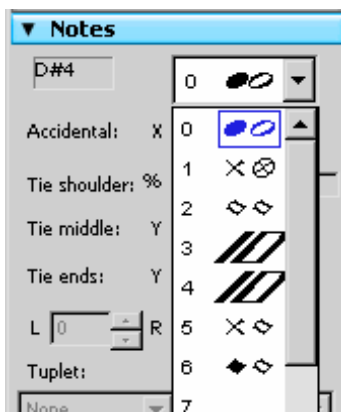 ▼ Notes
D#4
0
Accidental: X 0
1
Tie shoulder: %
2
Tie middle: Y
3
Tie ends: Y
4
L 0 R 5
6
Tuplet:
None 7